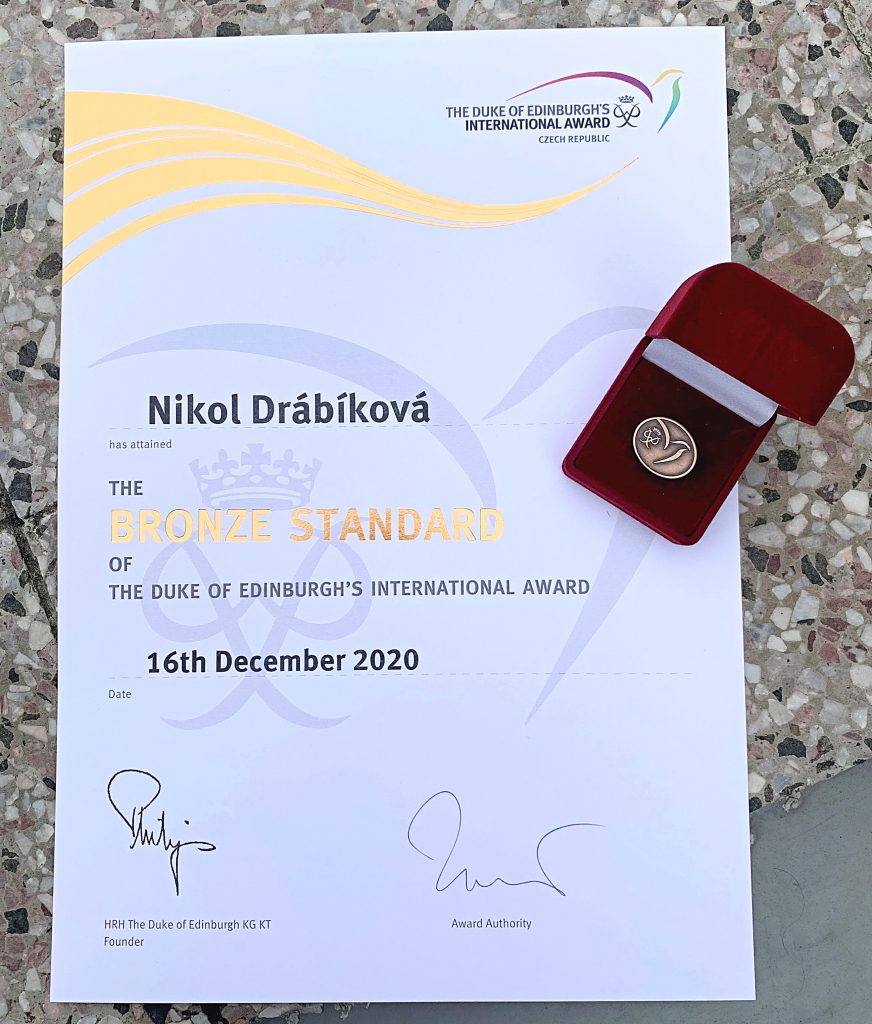 THE DUKE OF EDINBURGH'S
INTERNATIONAL AWARD
CZECH REPUBLIC
Nikol Drábíková
has attained
THE
BRONZE STANDARD
OF
THE DUKE OF EDINBURGH'S INTERNATIONAL AWARD
16th December 2020
Date
Philip
HRH The Duke of Edinburgh KG KT
Founder
Award Authority